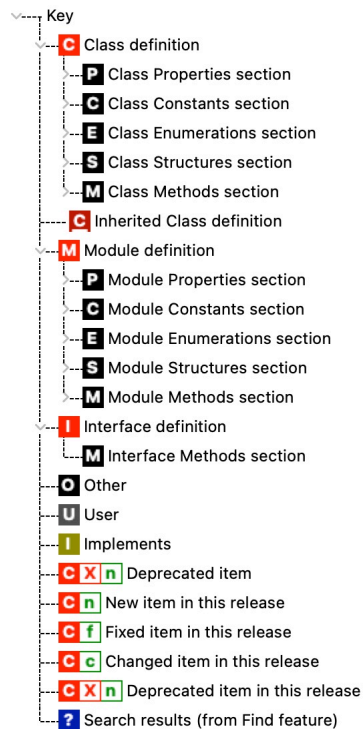 Key
C Class definition
P Class Properties section
C Class Constants section
E Class Enumerations section
S Class Structures section
M Class Methods section
C Inherited Class definition
M Module definition
P Module Properties section
C Module Constants section
E Module Enumerations section
S Module Structures section
M Module Methods section
I Interface definition
M Interface Methods section
O Other
U User
I Implements
C X n Deprecated item
C n New item in this release
C f Fixed item in this release
C c Changed item in this release
C X n Deprecated item in this release
? Search results (from Find feature)